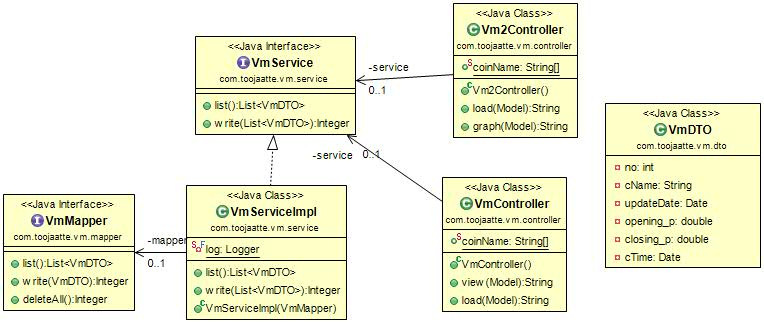 <<Java Interface>>
VmService
com.toojaatte.vm.service
list():List<VmDTO>
write(List<VmDTO>):Integer
<<Java Class>>
Vm2Controller
com.toojaatte.vm.controller
coinName: String[]
Vm2Controller()
load(Model):String
graph(Model):String
-service
0..1
<<Java Class>>
VmDTO
com.toojaatte.vm.dto
no: int
cName: String
updateDate: Date
opening_p: double
closing_p: double
cTime: Date
-service
0..1
<<Java Interface>>
VmMapper
com.toojaatte.vm.mapper
list():List<VmDTO>
write(VmDTO):Integer
deleteAll():Integer
-mapper
0..1
<<Java Class>>
VmServiceImpl
com.toojaatte.vm.service
log: Logger
list():List<VmDTO>
write(List<VmDTO>):Integer
VmServiceImpl(VmMapper)
<<Java Class>>
VmController
com.toojaatte.vm.controller
coinName: String[]
VmController()
view(Model):String
load(Model):String